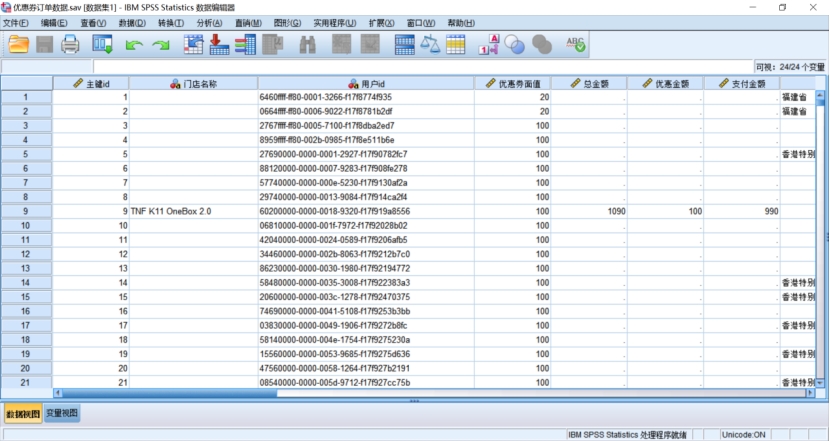 优惠券订单数据.sav [数据集1] - IBM SPSS Statistics 数据编辑器
文件(F) 编辑(E) 查看(V) 数据(D) 转换(T) 分析(A) 直销(M) 图形(G) 实用程序(U) 扩展(X) 窗口(W) 帮助(H)
可视: 24/24 个变量
主键id 门店名称 用户id 优惠券面值 总金额 优惠金额 支付金额
1 1 6460ffff-ff80-0001-3266-f17f8774f935 20 . . . 福建省
2 2 0664ffff-ff80-0006-9022-f17f8781b2df 20 . . . 福建省
3 3 2767ffff-ff80-0005-7100-f17f8dba2ed7 100 . . .
4 4 8959ffff-ff80-002b-0985-f17f8e511b6e 100 . . .
5 5 27690000-0000-0001-2927-f17f90782fc7 100 . . . 香港特别
6 6 88120000-0000-0007-9283-f17f908fe278 100 . . .
7 7 57740000-0000-000e-5230-f17f9130af2a 100 . . .
8 8 29740000-0000-0013-9084-f17f914ca2f4 100 . . .
9 9 TNF K11 OneBox 2.0 60200000-0000-0018-9320-f17f919a8556 100 1090 100 990
10 10 06810000-0000-001f-7972-f17f92028b02 100 . . .
11 11 42040000-0000-0024-0589-f17f9206afb5 100 . . .
12 12 34460000-0000-002b-8063-f17f9212b7c0 100 . . .
13 13 86230000-0000-0030-1980-f17f92194772 100 . . .
14 14 58480000-0000-0035-3008-f17f922383a3 100 . . . 香港特别
15 15 20600000-0000-003c-1278-f17f92470375 100 . . . 香港特别
16 16 74690000-0000-0041-5108-f17f9253b3bb 100 . . .
17 17 03830000-0000-0049-1906-f17f9272b8fc 100 . . . 香港特别
18 18 58140000-0000-004e-1754-f17f9275230a 100 . . .
19 19 15560000-0000-0053-9685-f17f9275d636 100 . . . 香港特别
20 20 47560000-0000-0058-1264-f17f927b2191 100 . . .
21 21 08540000-0000-005d-9712-f17f927cc75b 100 . . . 香港特别
数据视图 变量视图
IBM SPSS Statistics 处理程序就绪 Unicode:ON